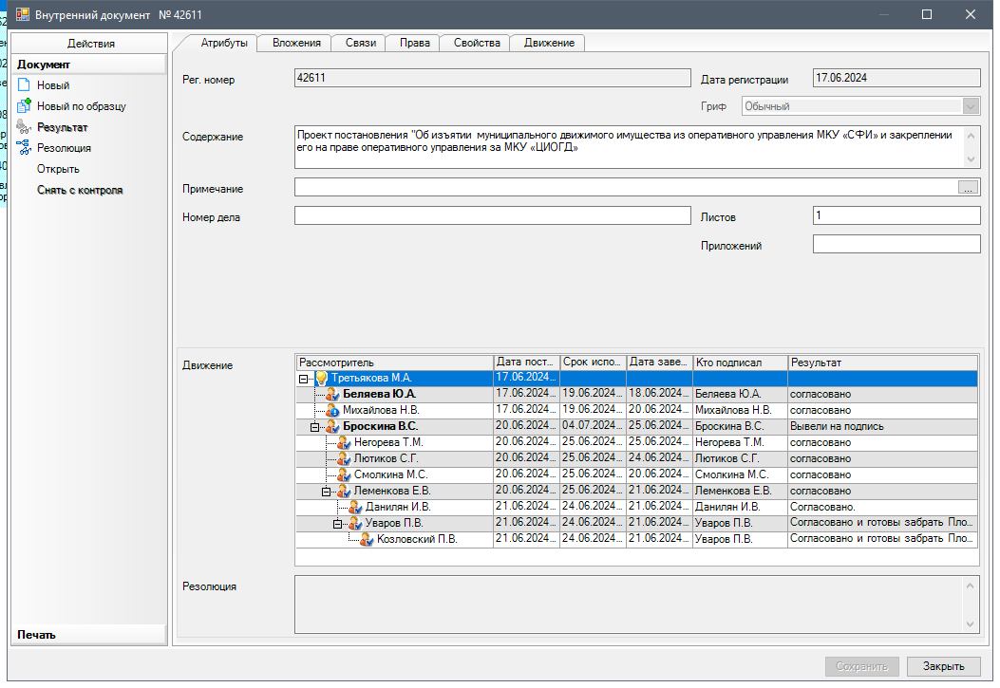 Внутренний документ № 42611
Действия
Документ
Новый
Новый по образцу
Результат
Резолюция
Открыть
Снять с контроля
Печать
Атрибуты Вложения Связи Права Свойства Движение
Рег. номер 42611 Дата регистрации 17.06.2024
Гриф Обычный
Содержание Проект постановления "Об изъятии муниципального движимого имущества из оперативного управления МКУ «СФИ» и закреплении
его на праве оперативного управления за МКУ «ЦИОГД»
Примечание ...
Номер дела Листов 1
Приложений
Движение
Рассмотритель Дата пост... Срок испо... Дата заве... Кто подписал Результат
Третьякова М.А. 17.06.2024...
Беляева Ю.А. 17.06.2024... 19.06.2024... 18.06.2024... Беляева Ю.А. согласовано
Михайлова Н.В. 17.06.2024... 19.06.2024... 20.06.2024... Михайлова Н.В. согласовано
Броскина В.С. 20.06.2024... 04.07.2024... 25.06.2024... Броскина В.С. Вывели на подпись
Негорева Т.М. 20.06.2024... 25.06.2024... 25.06.2024... Негорева Т.М. согласовано
Лютиков С.Г. 20.06.2024... 25.06.2024... 24.06.2024... Лютиков С.Г. согласовано
Смолкина М.С. 20.06.2024... 25.06.2024... 20.06.2024... Смолкина М.С. согласовано
Леменкова Е.В. 20.06.2024... 25.06.2024... 21.06.2024... Леменкова Е.В. согласовано
Данилян И.В. 21.06.2024... 24.06.2024... 21.06.2024... Данилян И.В. Согласовано.
Уваров П.В. 21.06.2024... 24.06.2024... 21.06.2024... Уваров П.В. Согласовано и готовы забрать Пло...
Козловский П.В. 21.06.2024... 24.06.2024... 21.06.2024... Уваров П.В. Согласовано и готовы забрать Пло...
Резолюция
Сохранить Закрыть